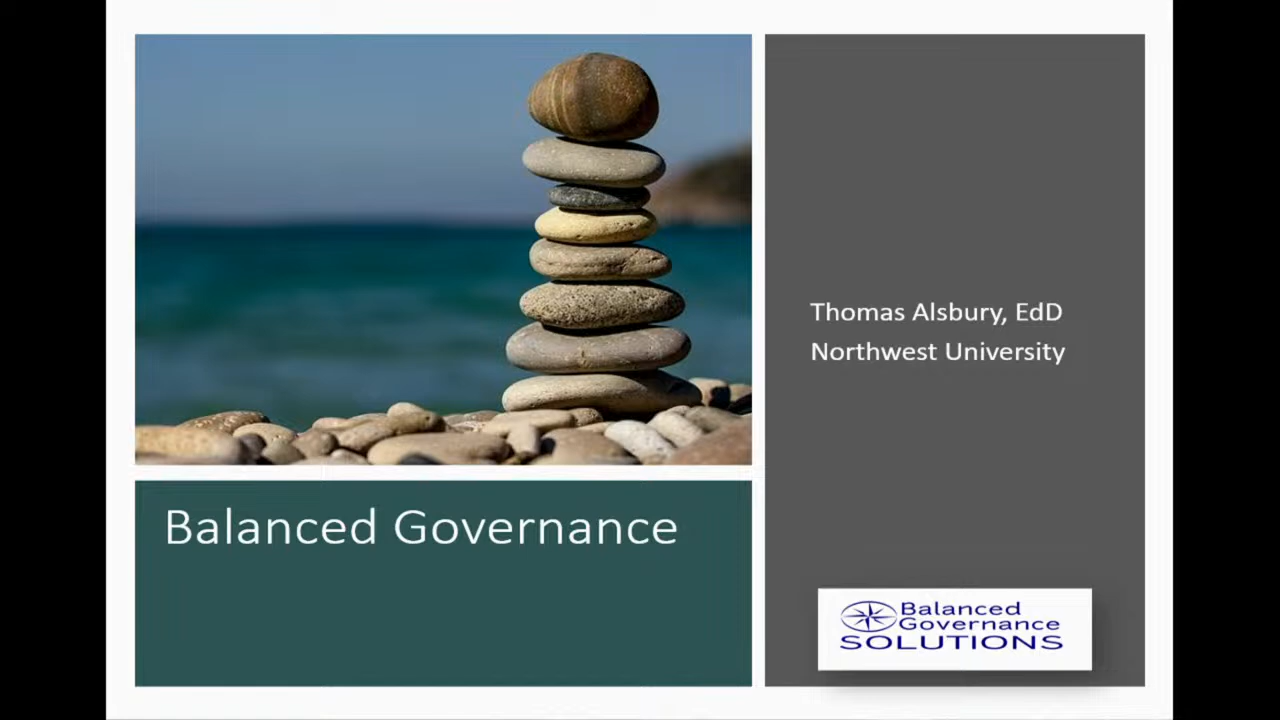 Thomas Alsbury, EdD
Northwest University
Balanced Governance
Balanced
Governance
SOLUTIONS